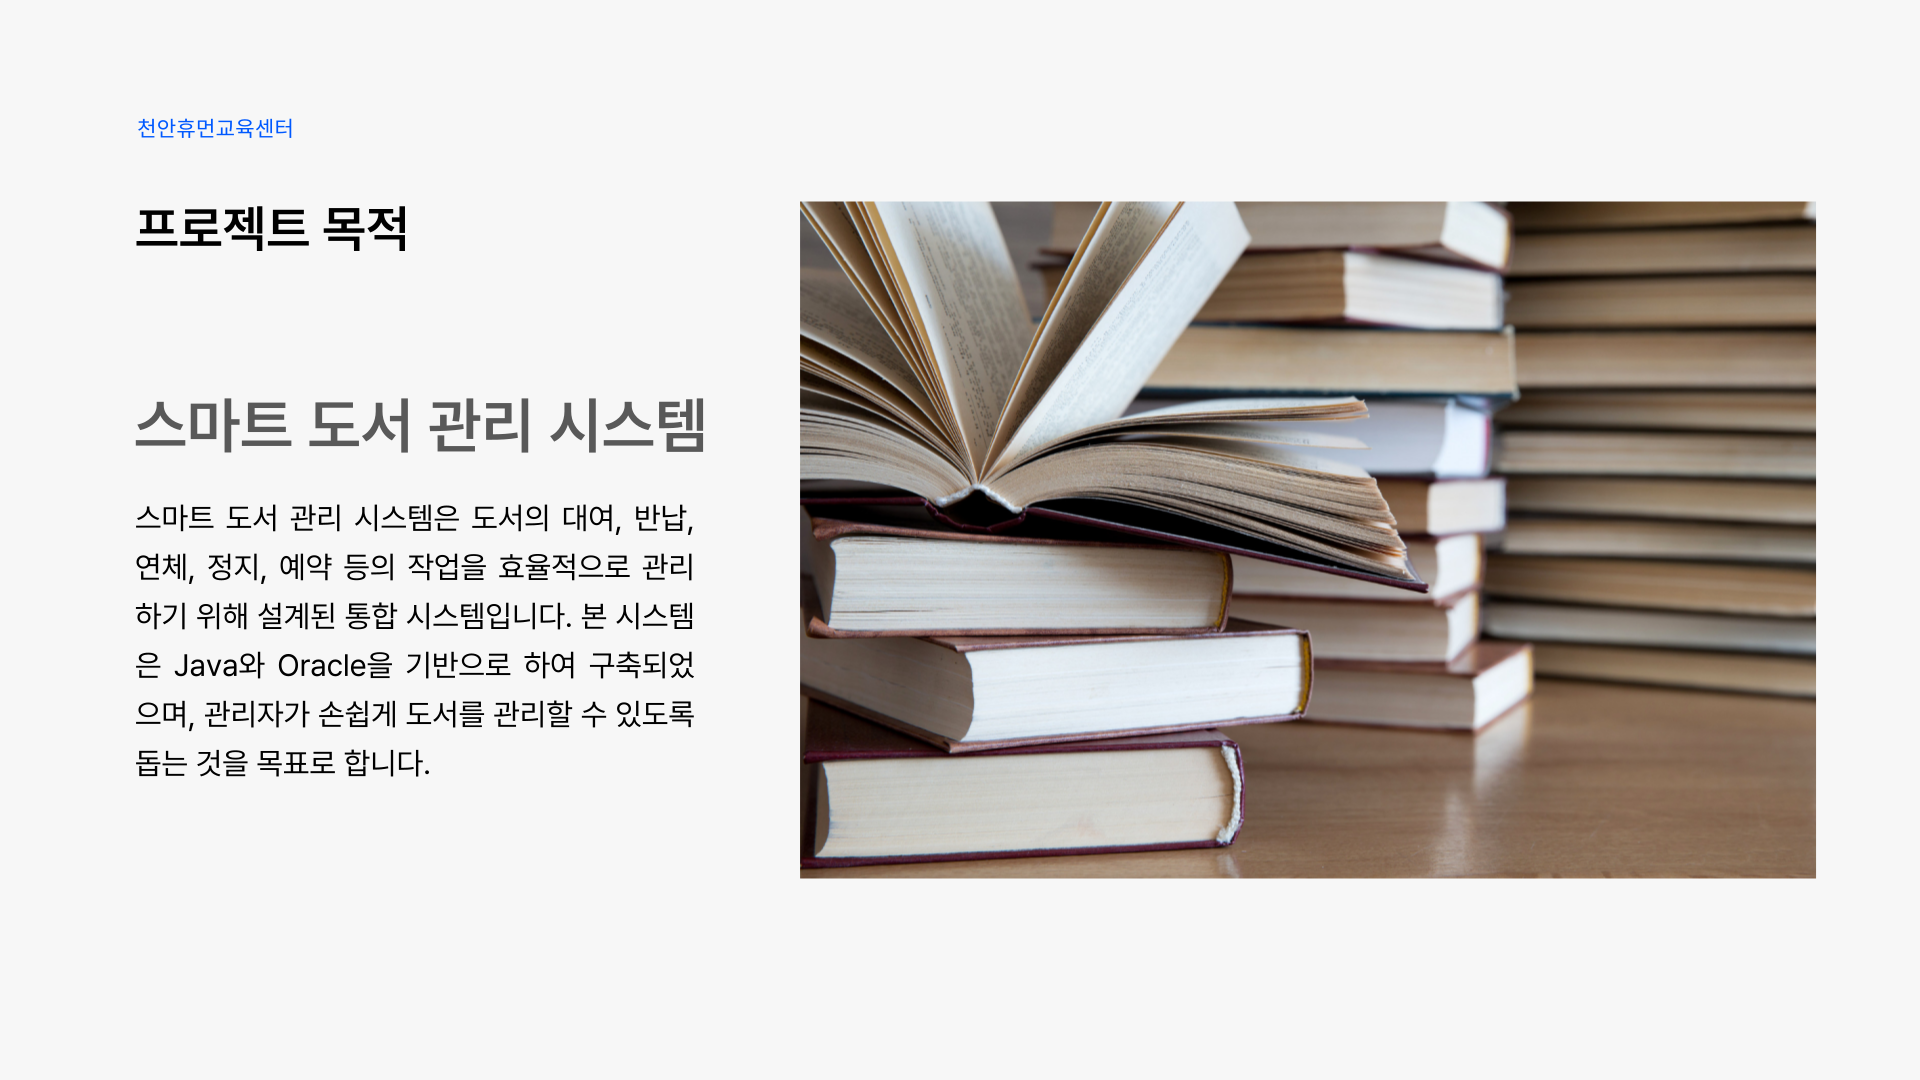 천안휴먼교육센터
프로젝트 목적
스마트 도서 관리 시스템
스마트 도서 관리 시스템은 도서의 대여, 반납,
연체, 정지, 예약 등의 작업을 효율적으로 관리
하기 위해 설계된 통합 시스템입니다. 본 시스템
은 Java와 Oracle을 기반으로 하여 구축되었
으며, 관리자가 손쉽게 도서를 관리할 수 있도록
돕는 것을 목표로 합니다.